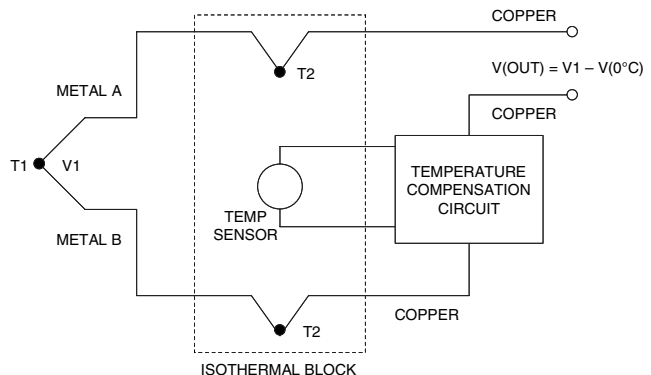 COPPER
T2
V(OUT) = V1 – V(0°C)
METAL A
COPPER
T1
V1
TEMPERATURE
COMPENSATION
CIRCUIT
TEMP
SENSOR
METAL B
COPPER
T2
ISOTHERMAL BLOCK